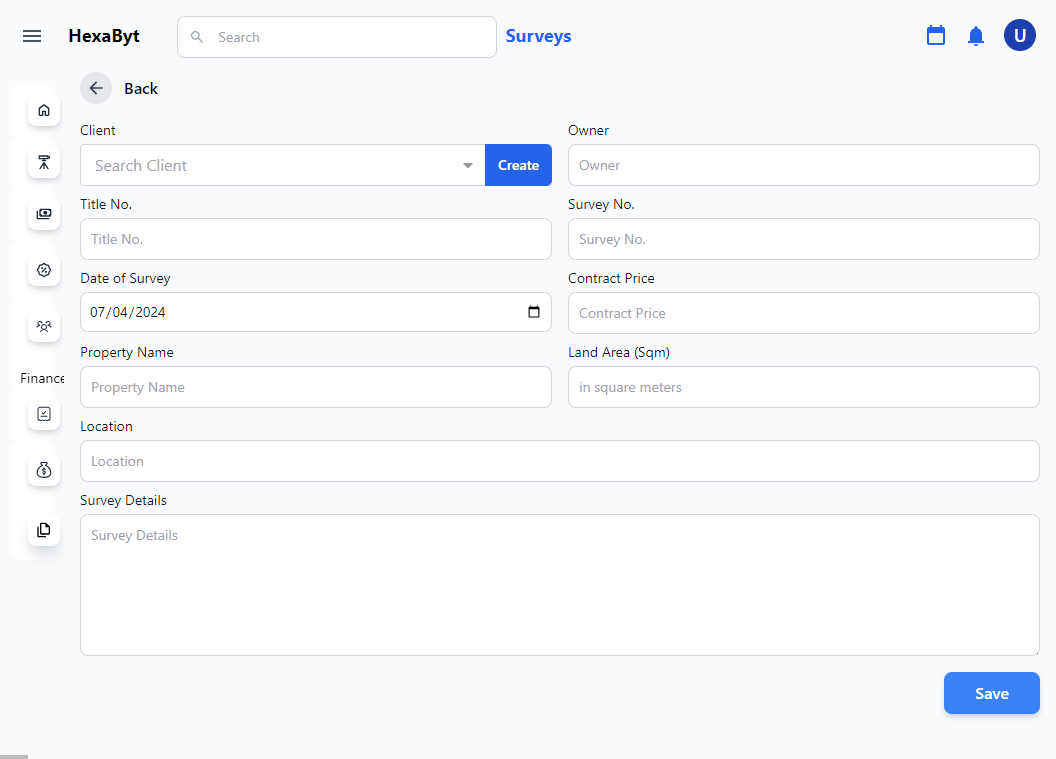 HexaByt Search Surveys U
Back
Client Owner
Search Client Create Owner
Title No. Survey No.
Title No. Survey No.
Date of Survey Contract Price
07/04/2024 Contract Price
Property Name Land Area (Sqm)
Finance
Property Name in square meters
Location
Location
Survey Details
Survey Details
Save